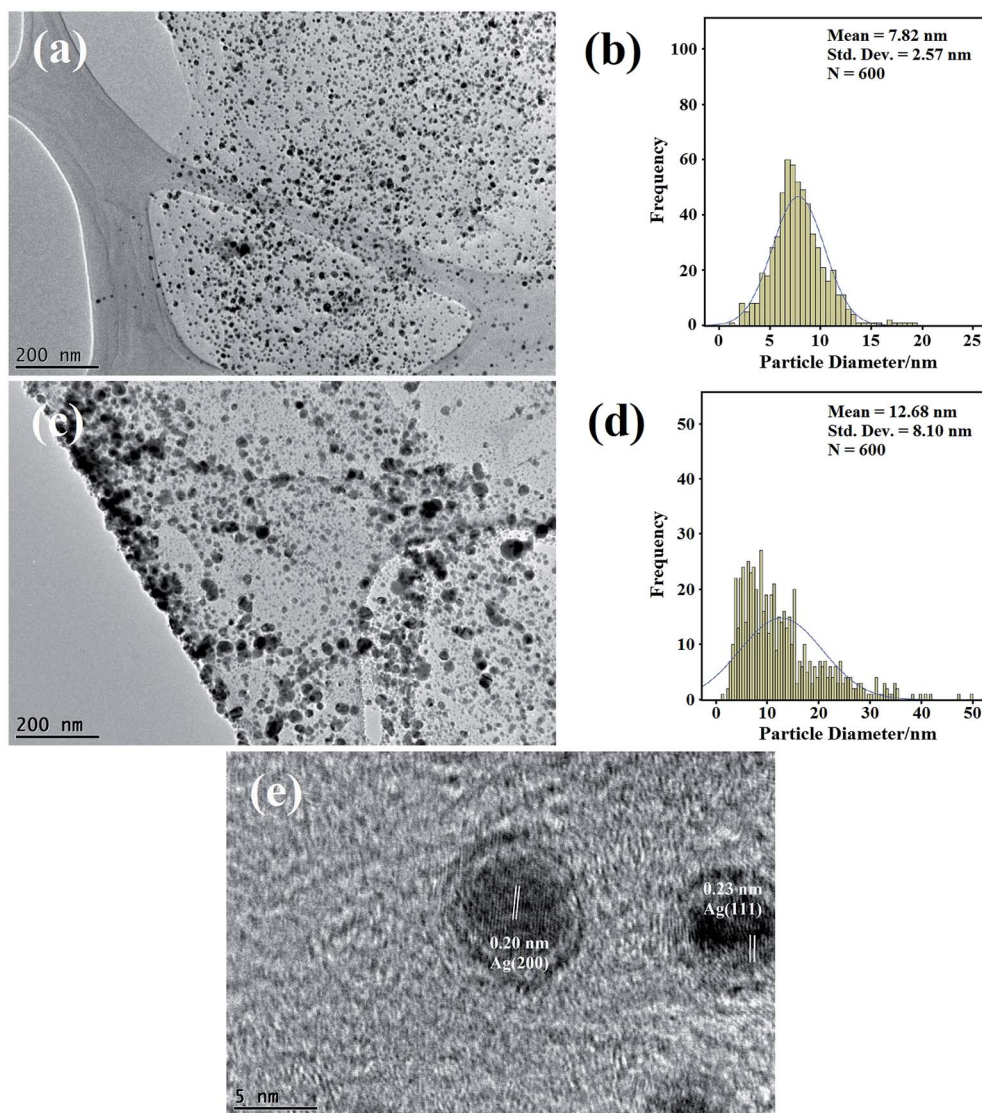 (a)
200 nm
(b)
Mean = 7.82 nm
Std. Dev. = 2.57 nm
N = 600
100
80
60
40
20
0
Frequency
0 5 10 15 20 25
Particle Diameter/nm
(c)
200 nm
(d)
Mean = 12.68 nm
Std. Dev. = 8.10 nm
N = 600
50
40
30
20
10
0
Frequency
0 10 20 30 40 50
Particle Diameter/nm
(e)
0.20 nm
Ag(200)
0.23 nm
Ag(111)
5 nm